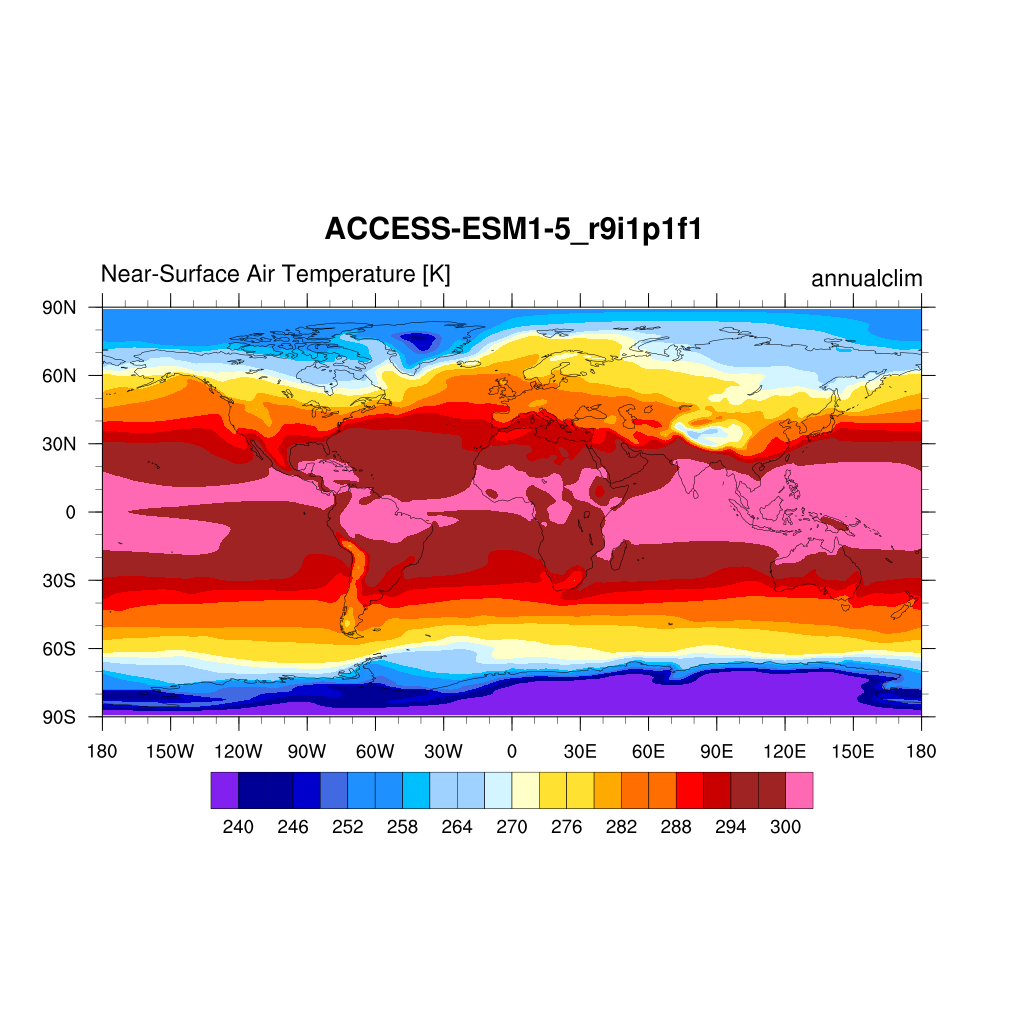 ACCESS-ESM1-5_r9i1p1f1
Near-Surface Air Temperature [K] annualclim
90N
60N
30N
0
30S
60S
90S
180 150W 120W 90W 60W 30W 0 30E 60E 90E 120E 150E 180
240 246 252 258 264 270 276 282 288 294 300